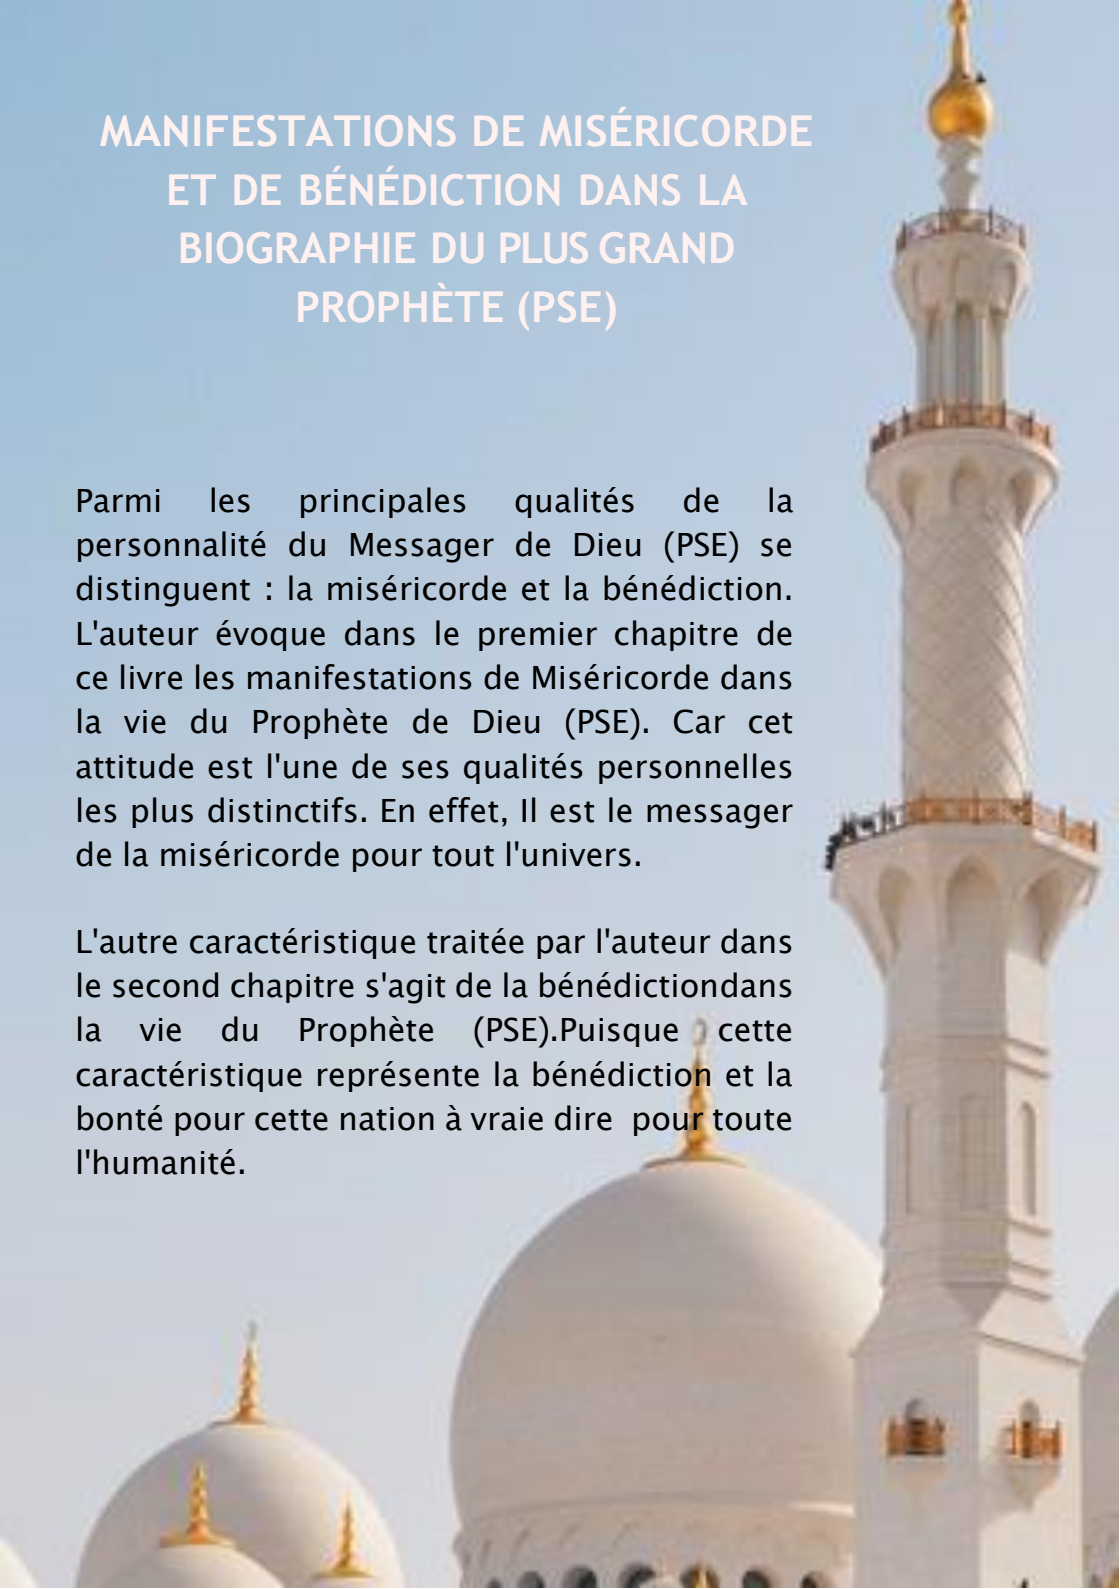 MANIFESTATIONS DE MISÉRICORDE
ET DE BÉNÉDICTION DANS LA
BIOGRAPHIE DU PLUS GRAND
PROPHÈTE (PSE)
Parmi les principales qualités de la
personnalité du Messager de Dieu (PSE) se
distinguent : la miséricorde et la bénédiction.
L'auteur évoque dans le premier chapitre de
ce livre les manifestations de Miséricorde dans
la vie du Prophète de Dieu (PSE). Car cet
attitude est l'une de ses qualités personnelles
les plus distinctifs. En effet, Il est le messager
de la miséricorde pour tout l'univers.
L'autre caractéristique traitée par l'auteur dans
le second chapitre s'agit de la bénédictiondans
la vie du Prophète (PSE).Puisque cette
caractéristique représente la bénédiction et la
bonté pour cette nation à vraie dire pour toute
l'humanité.